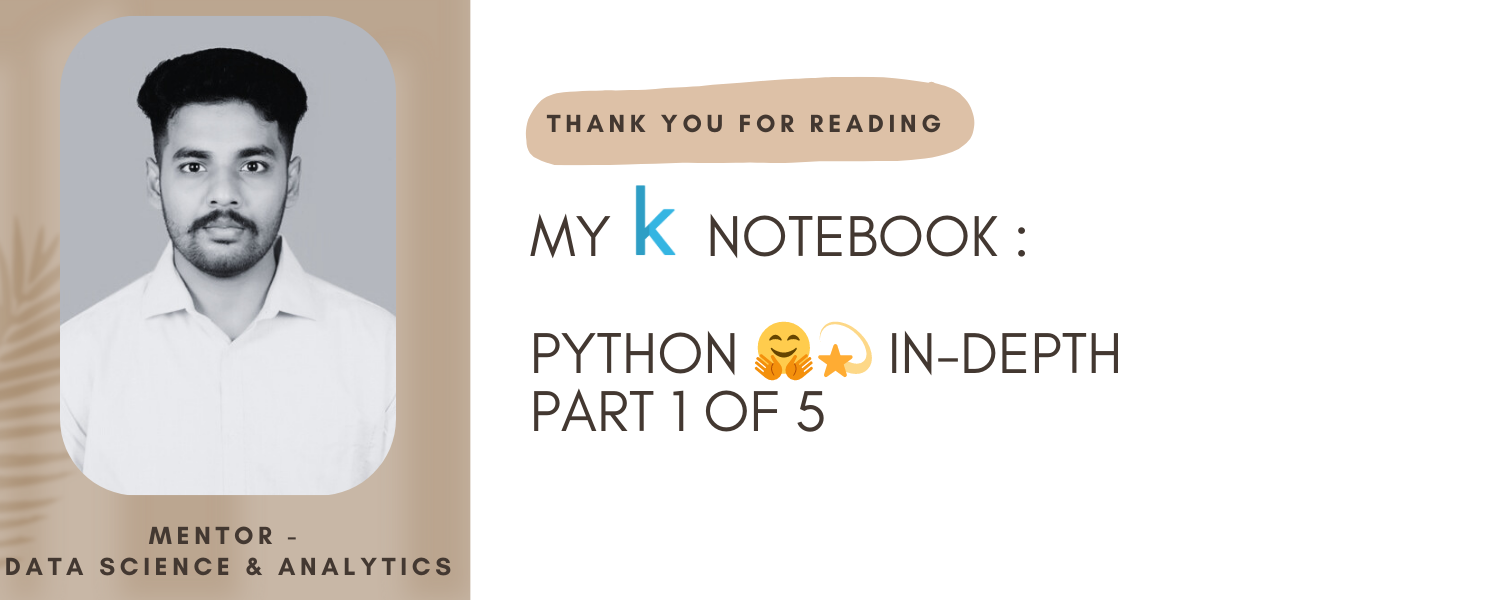 THANK YOU FOR READING
MY k NOTEBOOK :
PYTHON 🤗💫 IN-DEPTH
PART 1 OF 5
MENTOR -
DATA SCIENCE & ANALYTICS